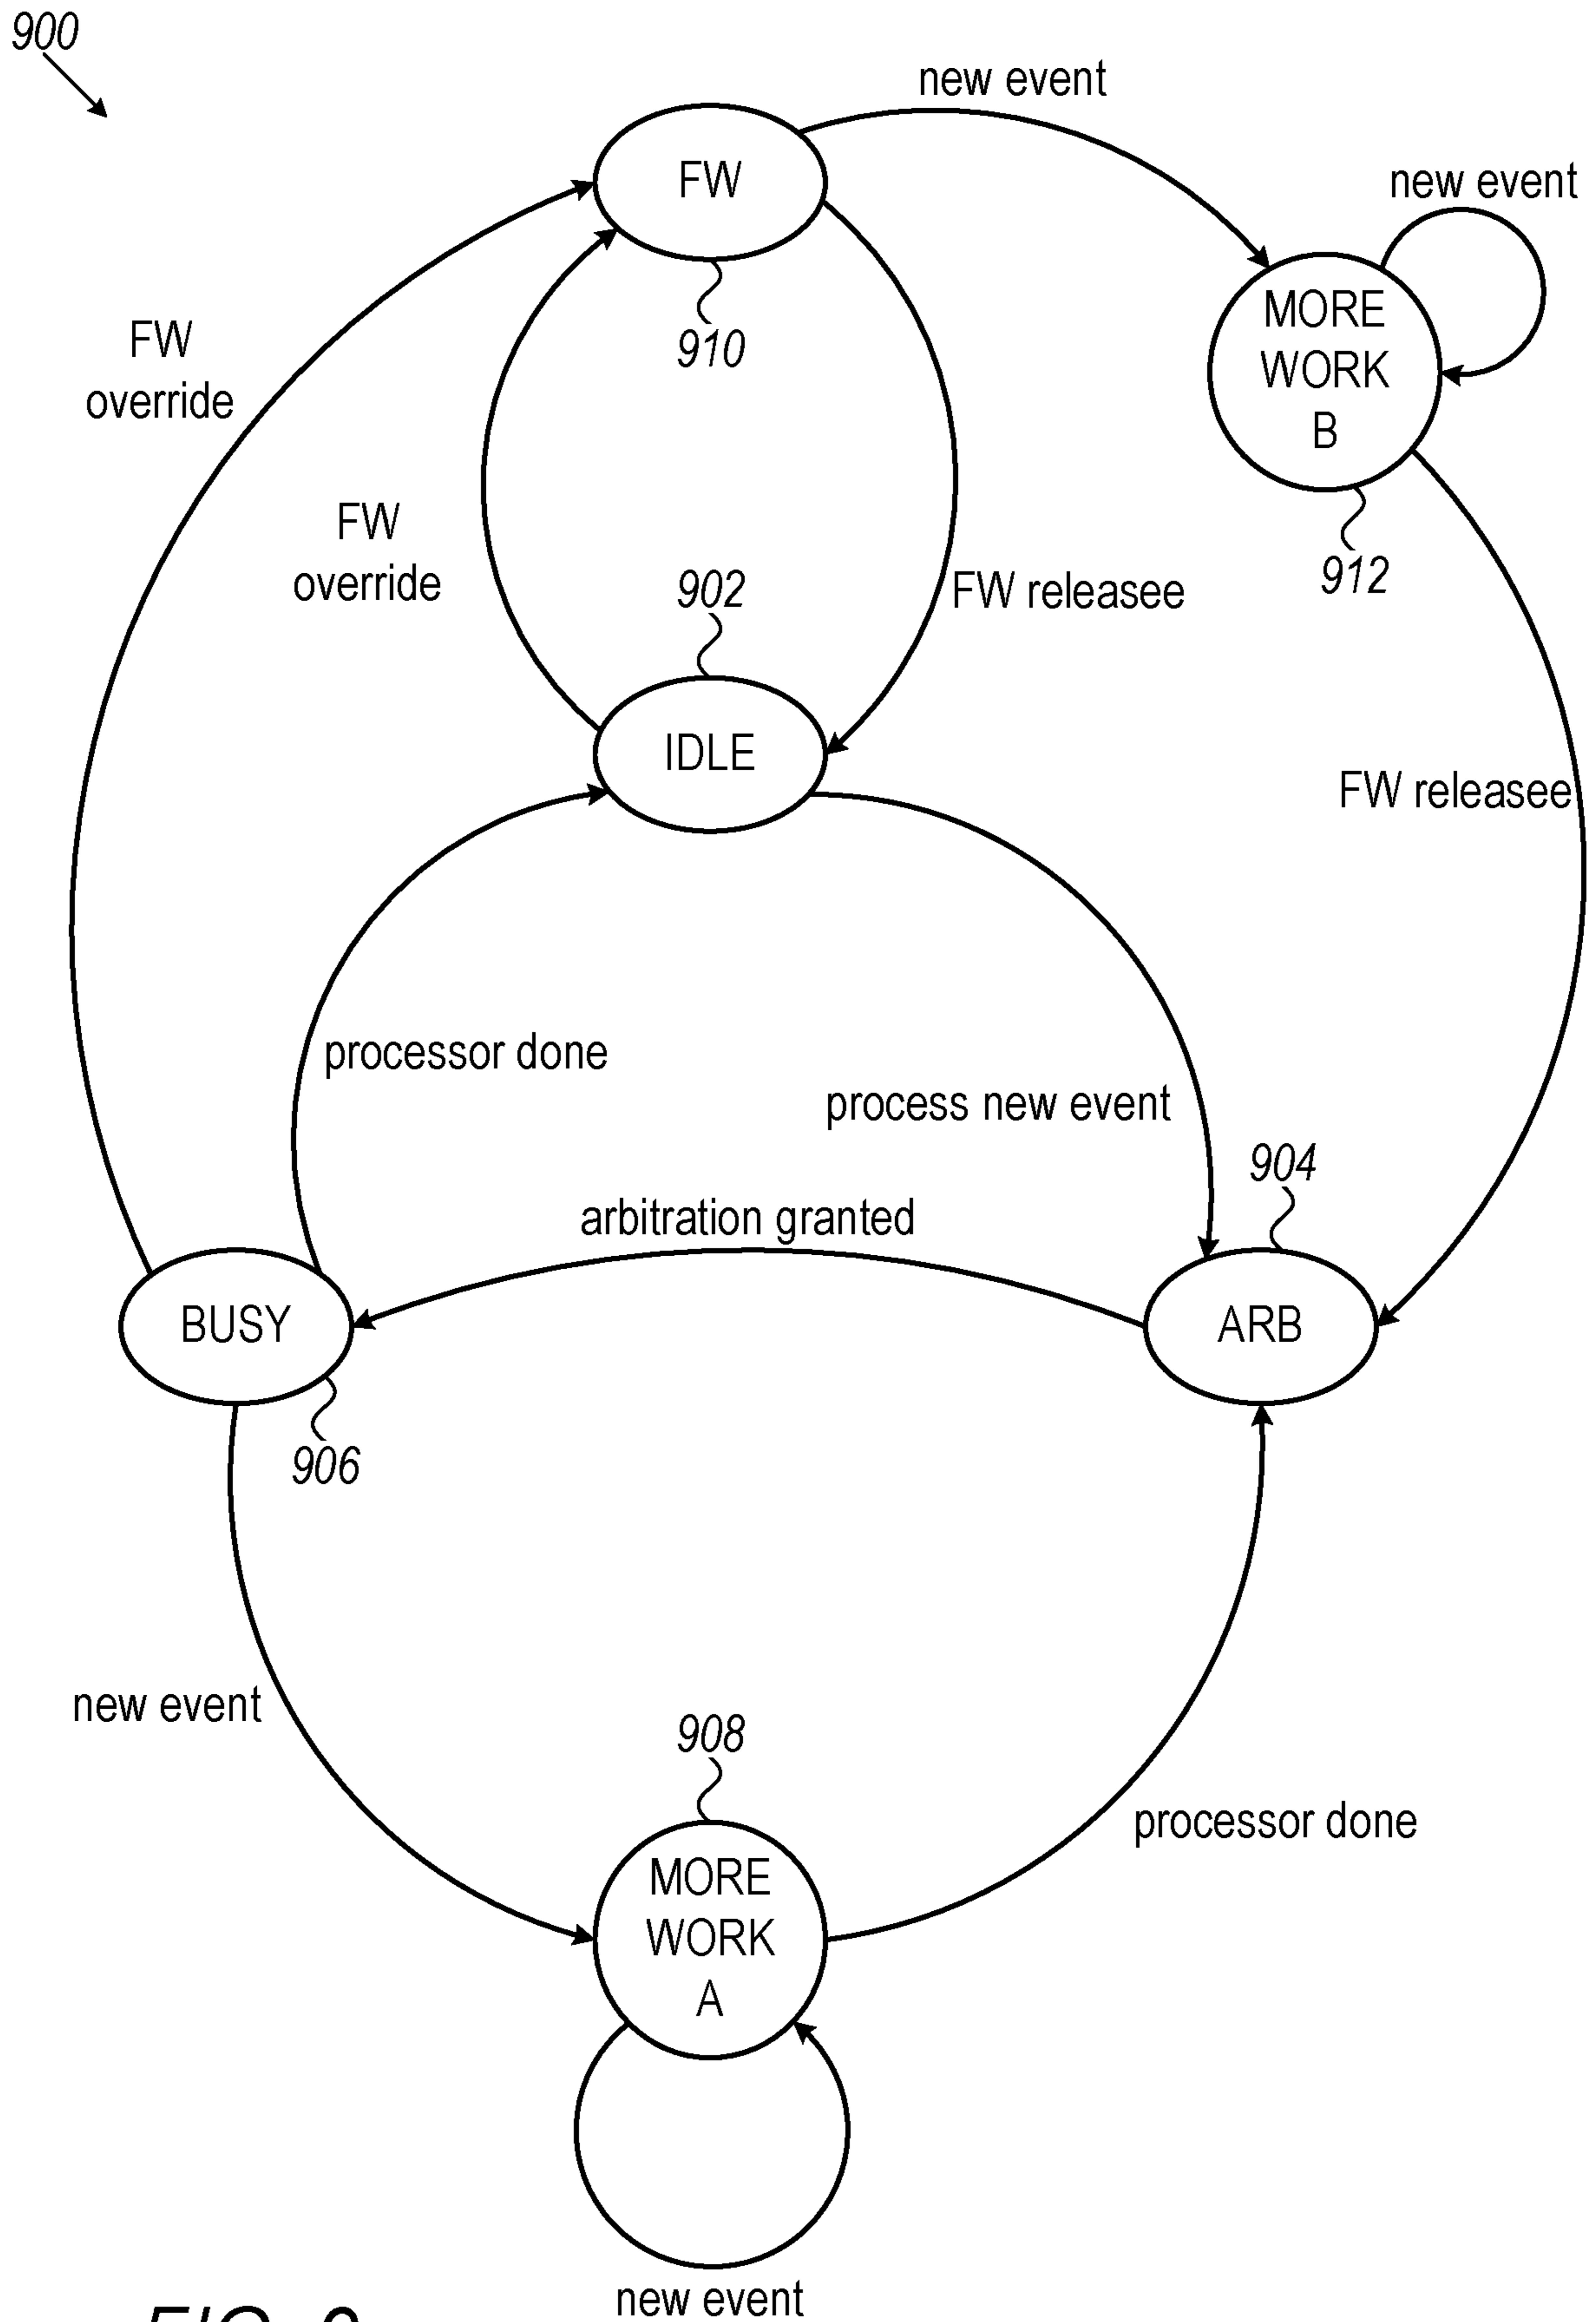 900
new event
FW
new event
910
MORE
WORK
B
FW
override
FW
override
902
FW releasee
912
IDLE
FW releasee
processor done
process new event
904
arbitration granted
BUSY
ARB
906
new event
908
processor done
MORE
WORK
A
new event